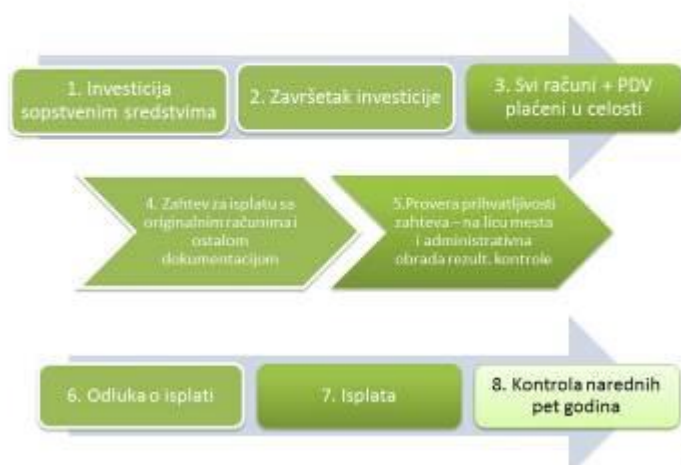 1. Investicija
sopstvenim sredstvima
2. Završetak investicije
3. Svi računi + PDV
plaćeni u celosti
4. Zahtev za isplatu sa
originalnim računima i
ostalom
dokumentacijom
5.Provera prihvatljivosti
zahteva – na licu mesta
i administrativna
obrada rezult. kontrole
6. Odluka o isplati
7. Isplata
8. Kontrola narednih
pet godina